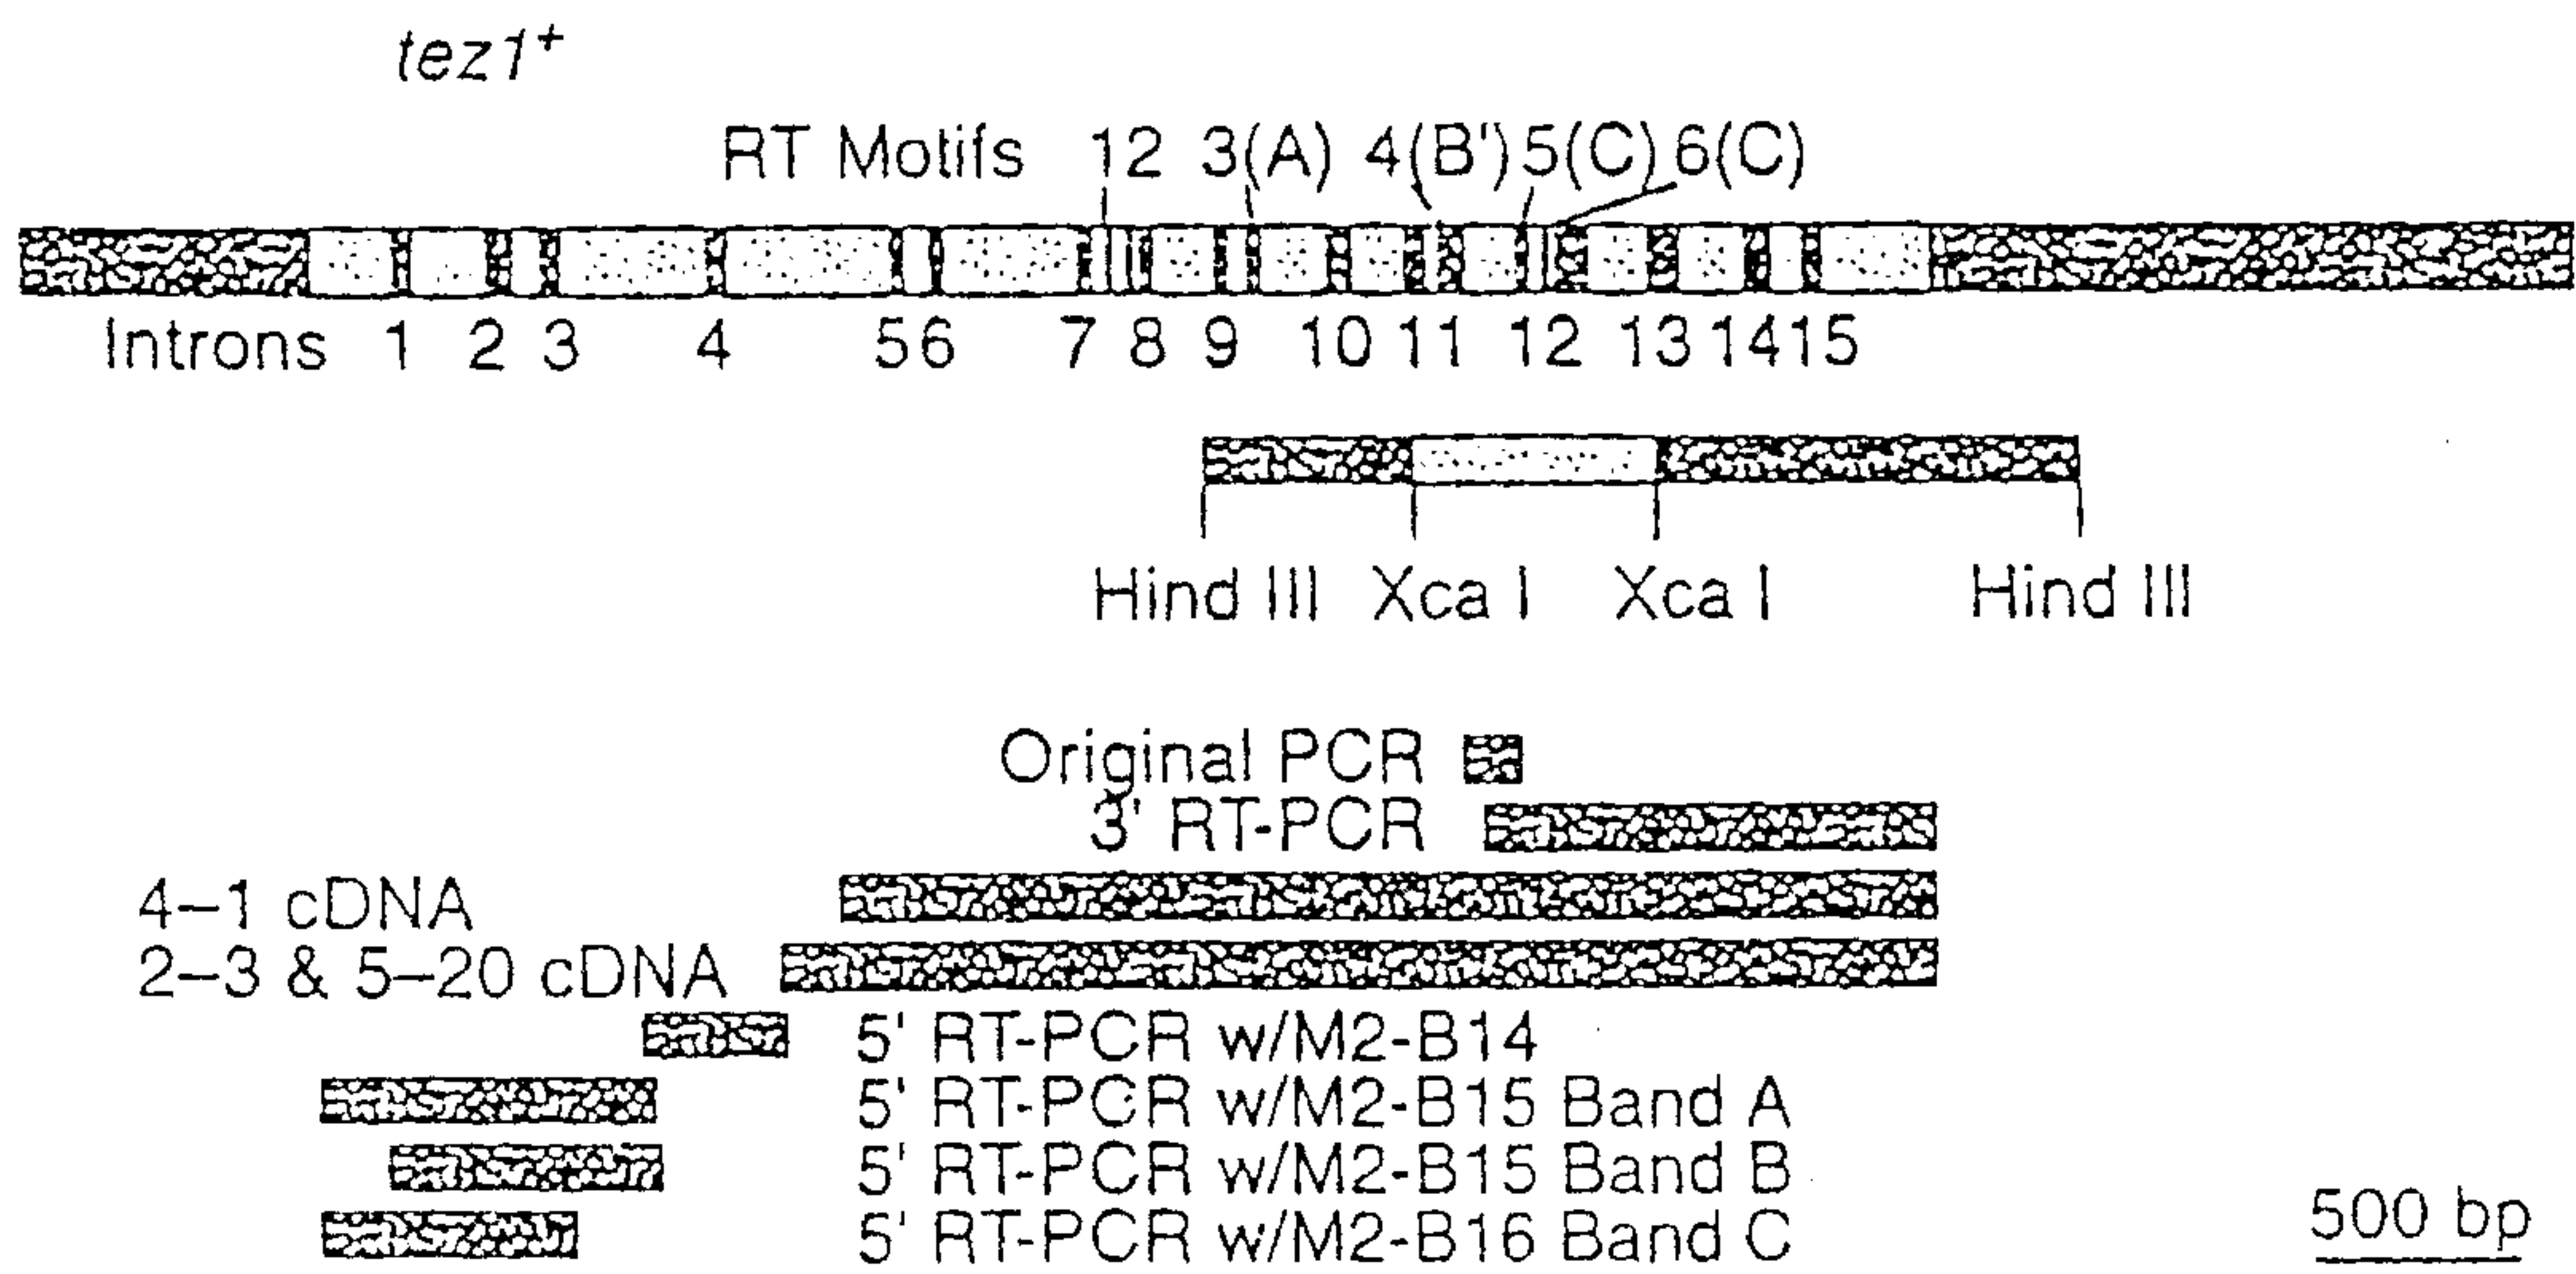 tez1+
RT Motifs 1 2 3(A) 4(B') 5(C) 6(C)
Introns 1 2 3 4 5 6 7 8 9 10 11 12 13 14 15
Hind III Xca I Xca I Hind III
Original PCR
3' RT-PCR
4–1 cDNA
2–3 & 5–20 cDNA
5' RT-PCR w/M2-B14
5' RT-PCR w/M2-B15 Band A
5' RT-PCR w/M2-B15 Band B
5' RT-PCR w/M2-B16 Band C
500 bp